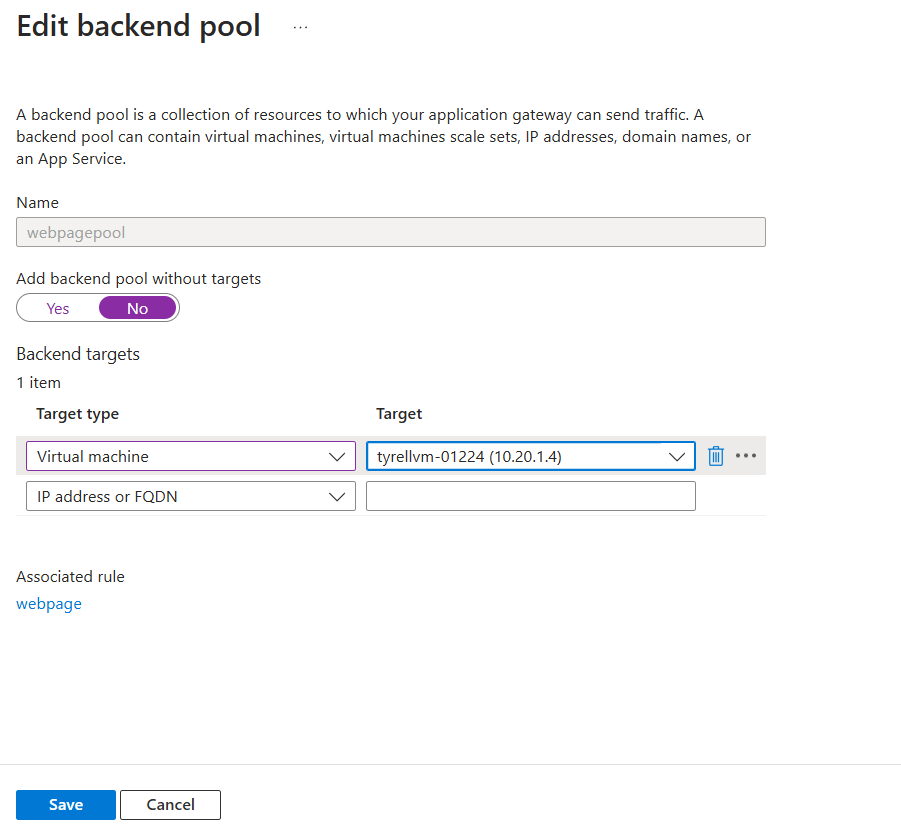 Edit backend pool ...
A backend pool is a collection of resources to which your application gateway can send traffic. A
backend pool can contain virtual machines, virtual machines scale sets, IP addresses, domain names, or
an App Service.
Name
webpagepool
Add backend pool without targets
Yes No
Backend targets
1 item
Target type Target
Virtual machine tyrellvm-01224 (10.20.1.4)
IP address or FQDN
Associated rule
webpage
Save Cancel